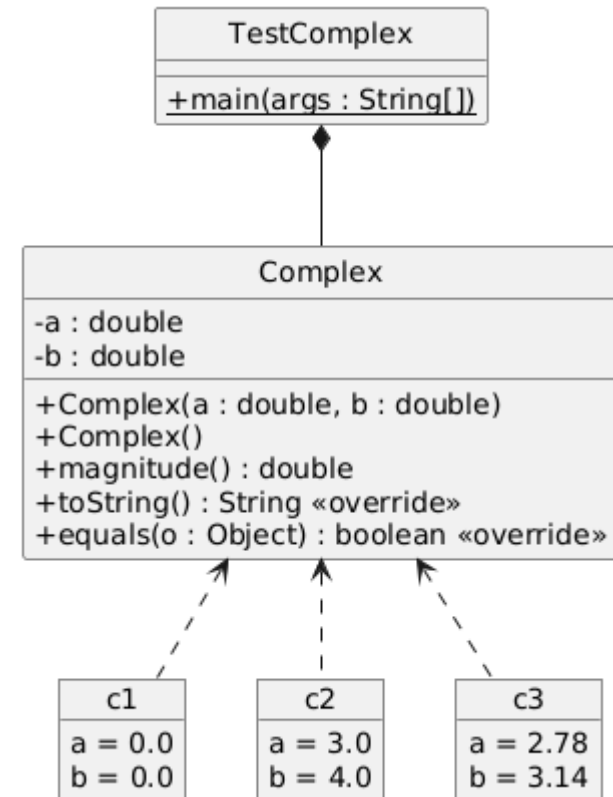 TestComplex
+main(args : String[])
Complex
-a : double
-b : double
+Complex(a : double, b : double)
+Complex()
+magnitude() : double
+toString() : String «override»
+equals(o : Object) : boolean «override»
c1
a = 0.0
b = 0.0
c2
a = 3.0
b = 4.0
c3
a = 2.78
b = 3.14